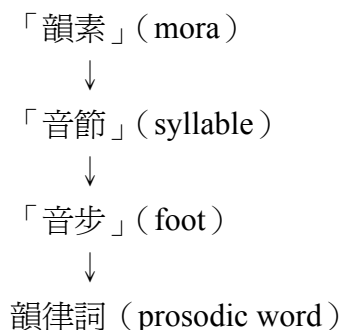 「韻素」（mora）
↓
「音節」（syllable）
↓
「音步」（foot）
↓
韻律詞（prosodic word）